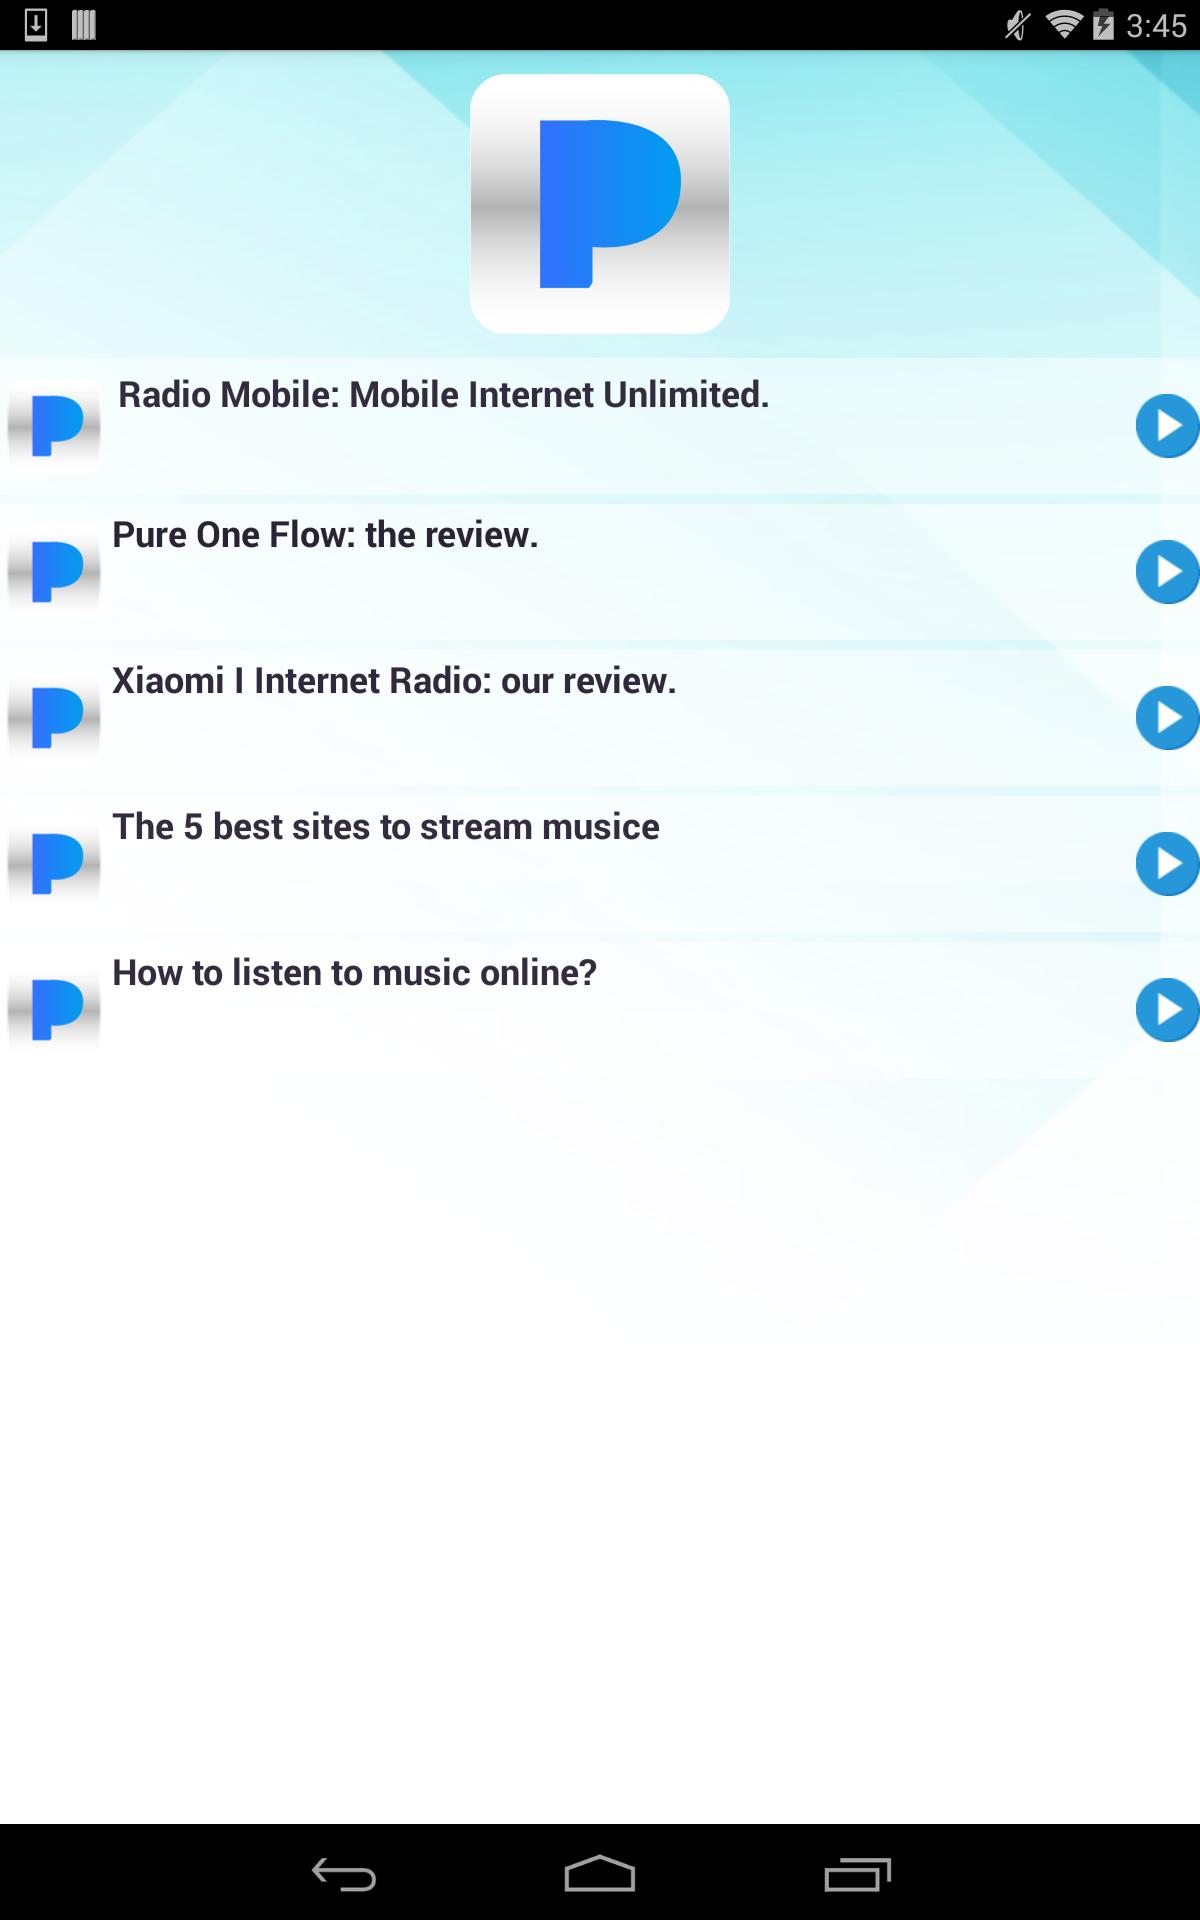 3:45
P
P Radio Mobile: Mobile Internet Unlimited.
P Pure One Flow: the review.
P Xiaomi I Internet Radio: our review.
P The 5 best sites to stream musice
P How to listen to music online?